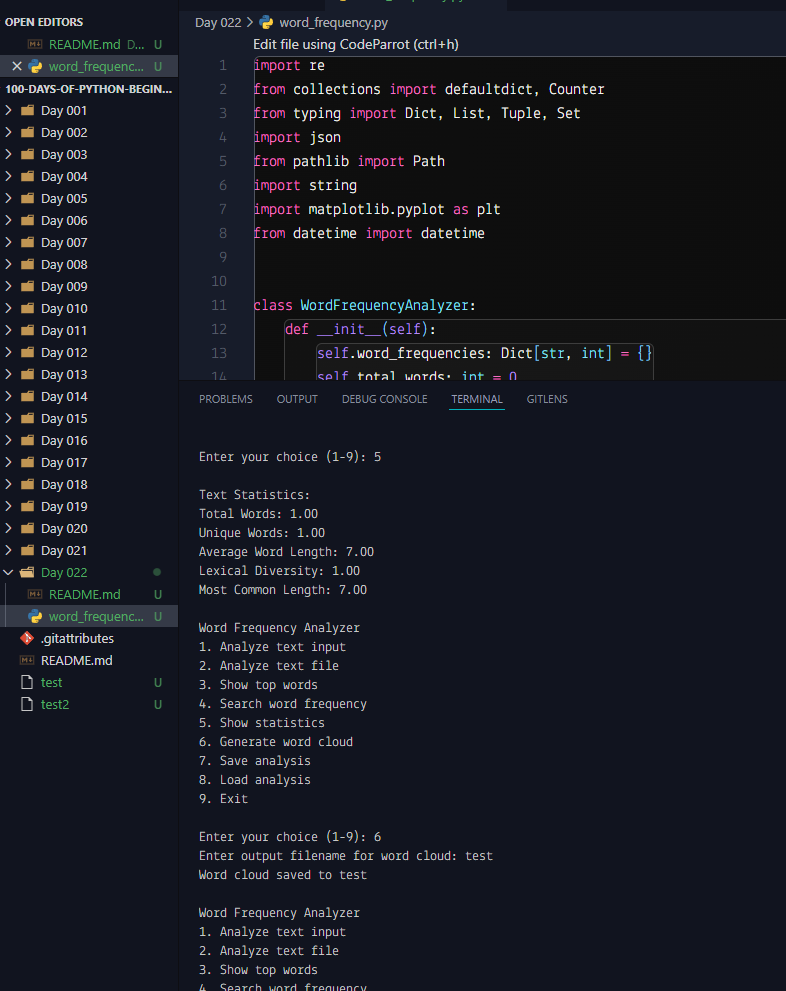 OPEN EDITORS
README.md D... U
word_frequenc... U
100-DAYS-OF-PYTHON-BEGIN...
Day 001
Day 002
Day 003
Day 004
Day 005
Day 006
Day 007
Day 008
Day 009
Day 010
Day 011
Day 012
Day 013
Day 014
Day 015
Day 016
Day 017
Day 018
Day 019
Day 020
Day 021
Day 022
README.md U
word_frequenc... U
.gitattributes
README.md
test U
test2 U
Day 022 > word_frequency.py
Edit file using CodeParrot (ctrl+h)
1 import re
2 from collections import defaultdict, Counter
3 from typing import Dict, List, Tuple, Set
4 import json
5 from pathlib import Path
6 import string
7 import matplotlib.pyplot as plt
8 from datetime import datetime
9
10
11 class WordFrequencyAnalyzer:
12 def __init__(self):
13 self.word_frequencies: Dict[str, int] = {}
14 self.total_words: int = 0
PROBLEMS OUTPUT DEBUG CONSOLE TERMINAL GITLENS
Enter your choice (1-9): 5
Text Statistics:
Total Words: 1.00
Unique Words: 1.00
Average Word Length: 7.00
Lexical Diversity: 1.00
Most Common Length: 7.00
Word Frequency Analyzer
1. Analyze text input
2. Analyze text file
3. Show top words
4. Search word frequency
5. Show statistics
6. Generate word cloud
7. Save analysis
8. Load analysis
9. Exit
Enter your choice (1-9): 6
Enter output filename for word cloud: test
Word cloud saved to test
Word Frequency Analyzer
1. Analyze text input
2. Analyze text file
3. Show top words
4. Search word frequency